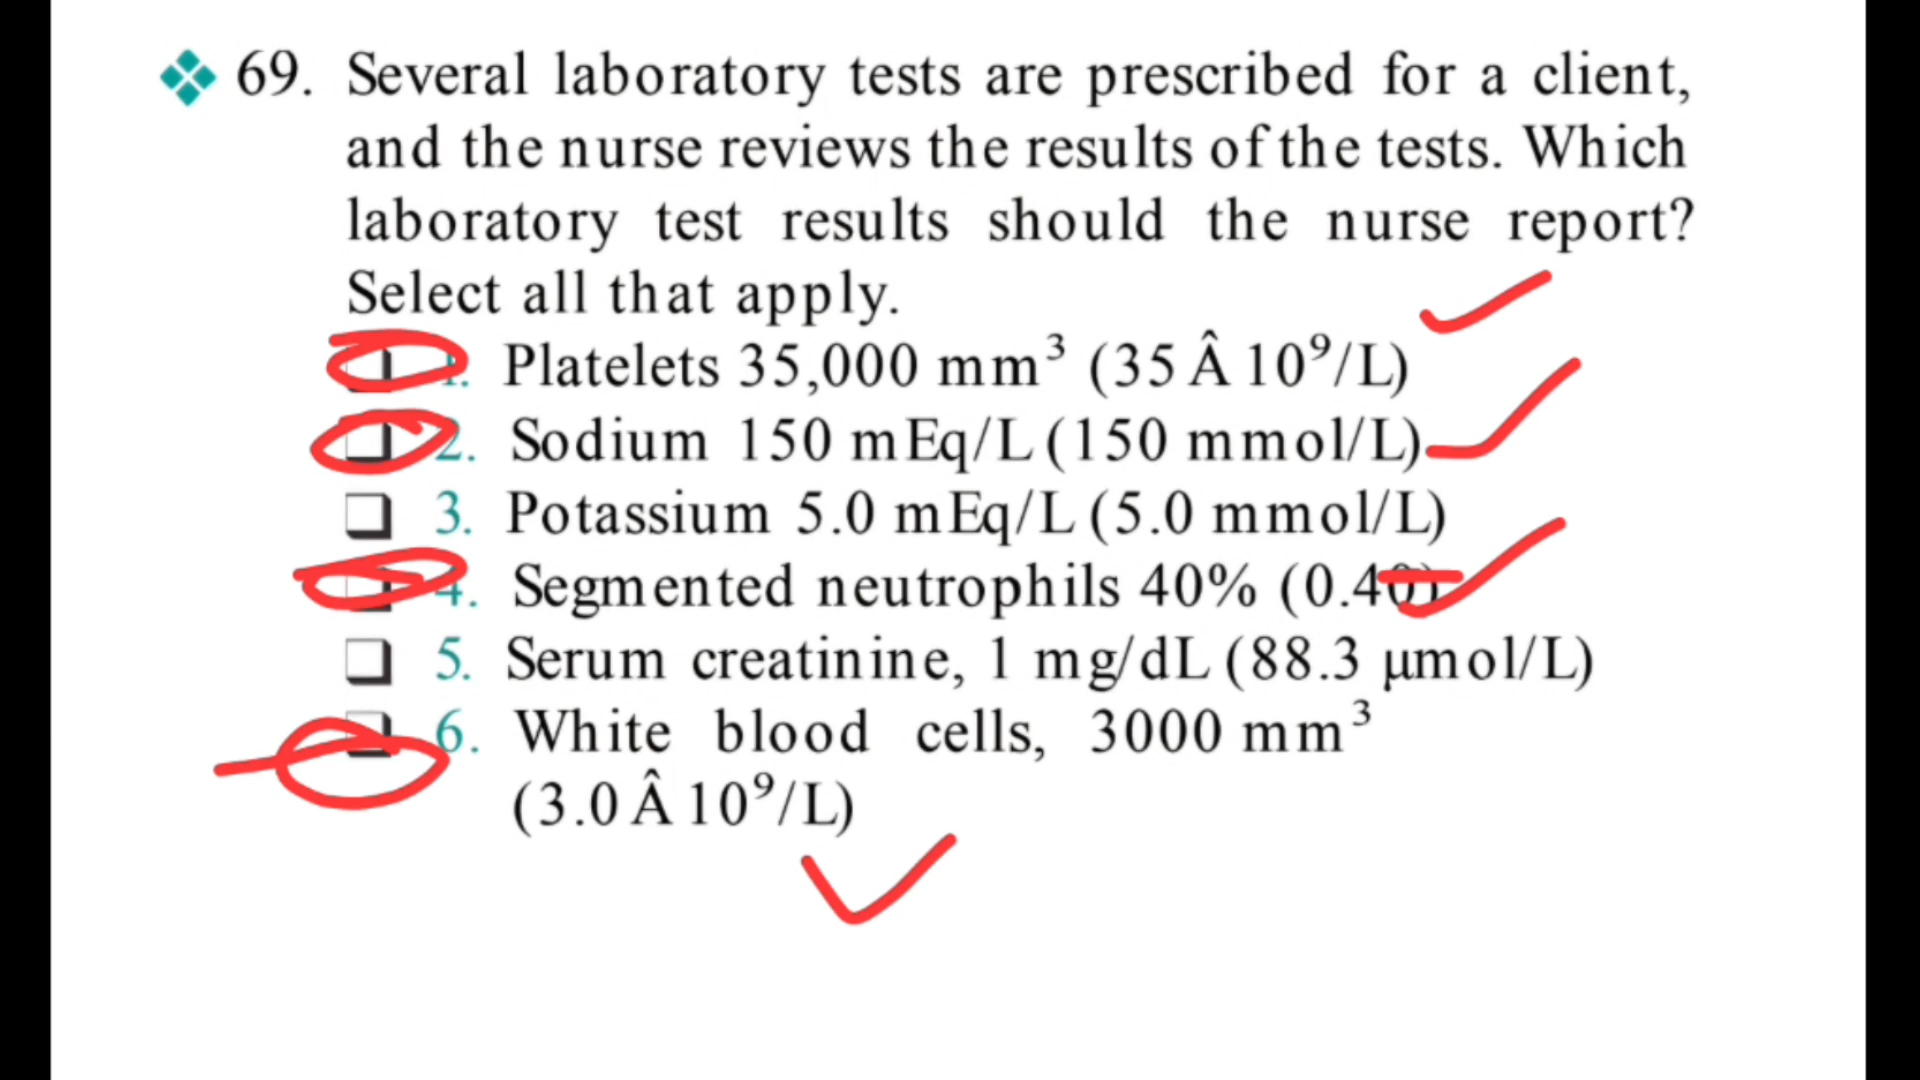 69. Several laboratory tests are prescribed for a client,
and the nurse reviews the results of the tests. Which
laboratory test results should the nurse report?
Select all that apply.
1. Platelets 35,000 mm³ (35 Â 10⁹/L)
2. Sodium 150 mEq/L (150 mmol/L)
3. Potassium 5.0 mEq/L (5.0 mmol/L)
4. Segmented neutrophils 40% (0.40)
5. Serum creatinine, 1 mg/dL (88.3 μmol/L)
6. White blood cells, 3000 mm³
(3.0 Â 10⁹/L)